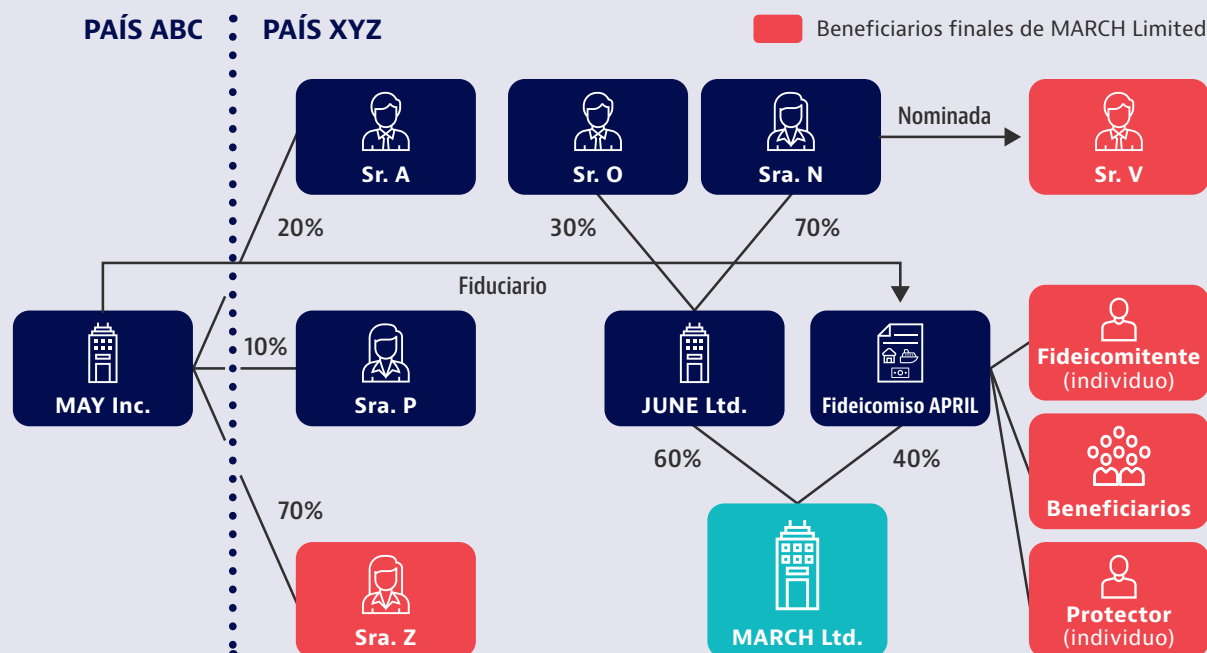 PAÍS ABC
PAÍS XYZ
Beneficiarios finales de MARCH Limited
Sr. A
Sr. O
Sra. N
Nominada
Sr. V
20%
30%
70%
Fiduciario
MAY Inc.
10%
Sra. P
JUNE Ltd.
Fideicomiso APRIL
Fideicomitente
(individuo)
60%
40%
Beneficiarios
70%
Sra. Z
MARCH Ltd.
Protector
(individuo)